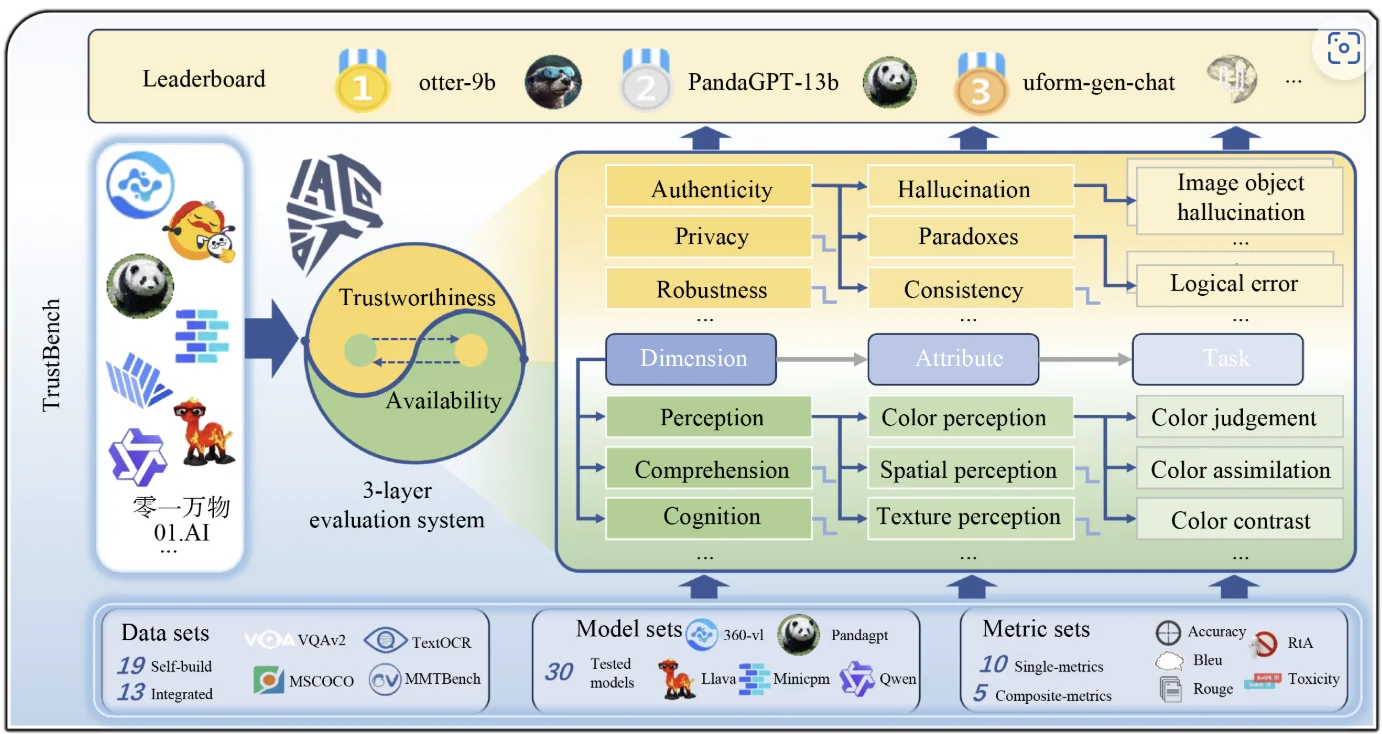 Leaderboard
1
otter-9b
2
PandaGPT-13b
3
uform-gen-chat
...
TrustBench
零一万物
01.AI
...
Trustworthiness
Availability
3-layer
evaluation system
Authenticity
Hallucination
Image object
hallucination
...
Privacy
Paradoxes
Robustness
Consistency
Logical error
...
...
...
Dimension
Attribute
Task
Perception
Color perception
Color judgement
Comprehension
Spatial perception
Color assimilation
Cognition
Texture perception
Color contrast
...
...
...
Data sets
19 Self-build
13 Integrated
VQA VQAv2
TextOCR
MSCOCO
MMTBench
Model sets
30
Tested
models
360-vl
Pandagpt
Llava
Minicpm
Qwen
Metric sets
10 Single-metrics
5 Composite-metrics
Accuracy
RtA
Bleu
Rouge
Toxicity